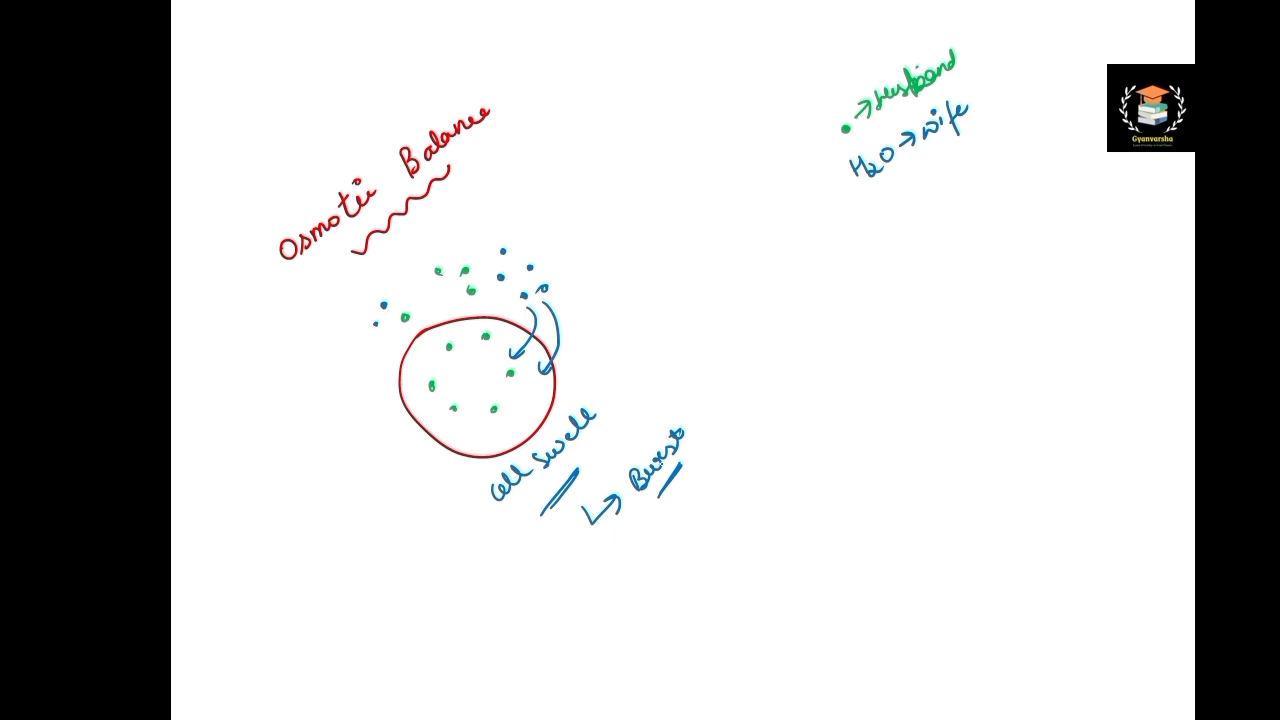 Osmotic Balance
→ Husband
H2O → wife
Gyanvarsha
Cell swell
↳ Burst